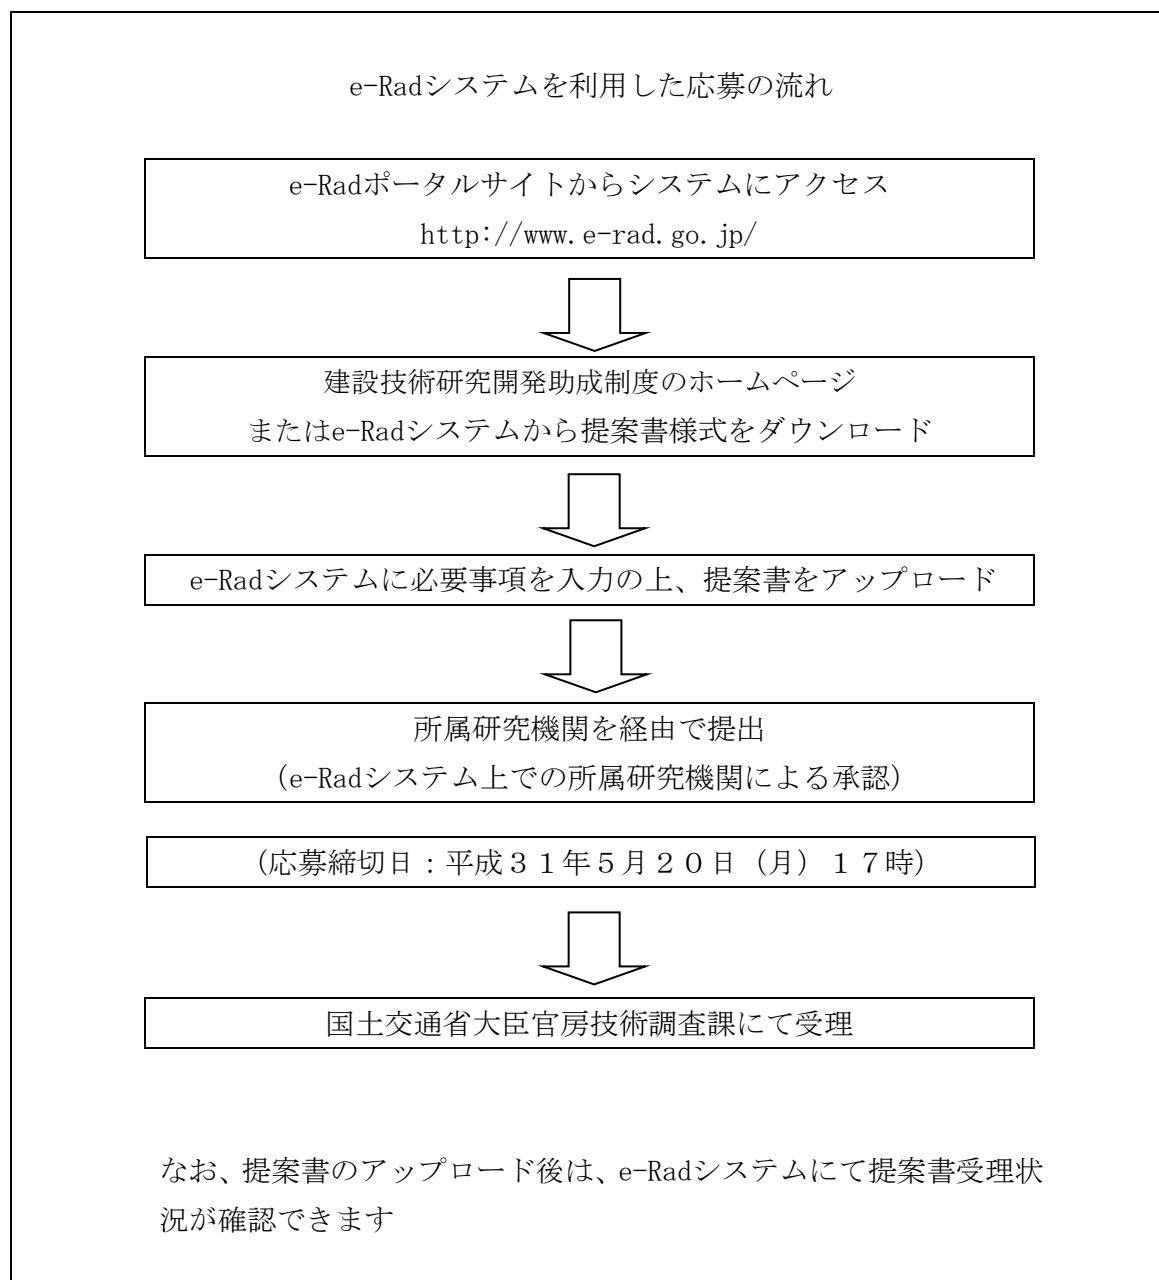 e-Radシステムを利用した応募の流れ
e-Radポータルサイトからシステムにアクセス
http://www.e-rad.go.jp/
建設技術研究開発助成制度のホームページ
またはe-Radシステムから提案書様式をダウンロード
e-Radシステムに必要事項を入力の上、提案書をアップロード
所属研究機関を経由で提出
（e-Radシステム上での所属研究機関による承認）
（応募締切日：平成３１年５月２０日（月）１７時）
国土交通省大臣官房技術調査課にて受理
なお、提案書のアップロード後は、e-Radシステムにて提案書受理状
況が確認できます